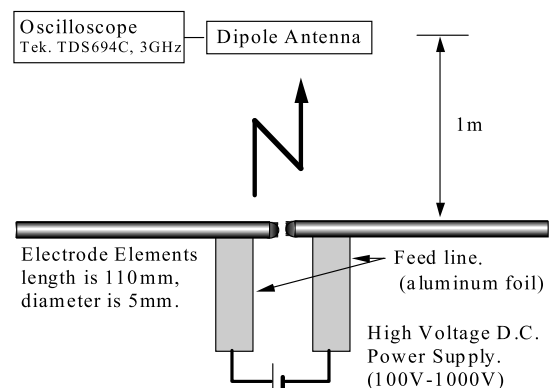 Oscilloscope
Tek. TDS694C, 3GHz
Dipole Antenna
1m
Electrode Elements
length is 110mm,
diameter is 5mm.
Feed line.
(aluminum foil)
High Voltage D.C.
Power Supply.
(100V-1000V)